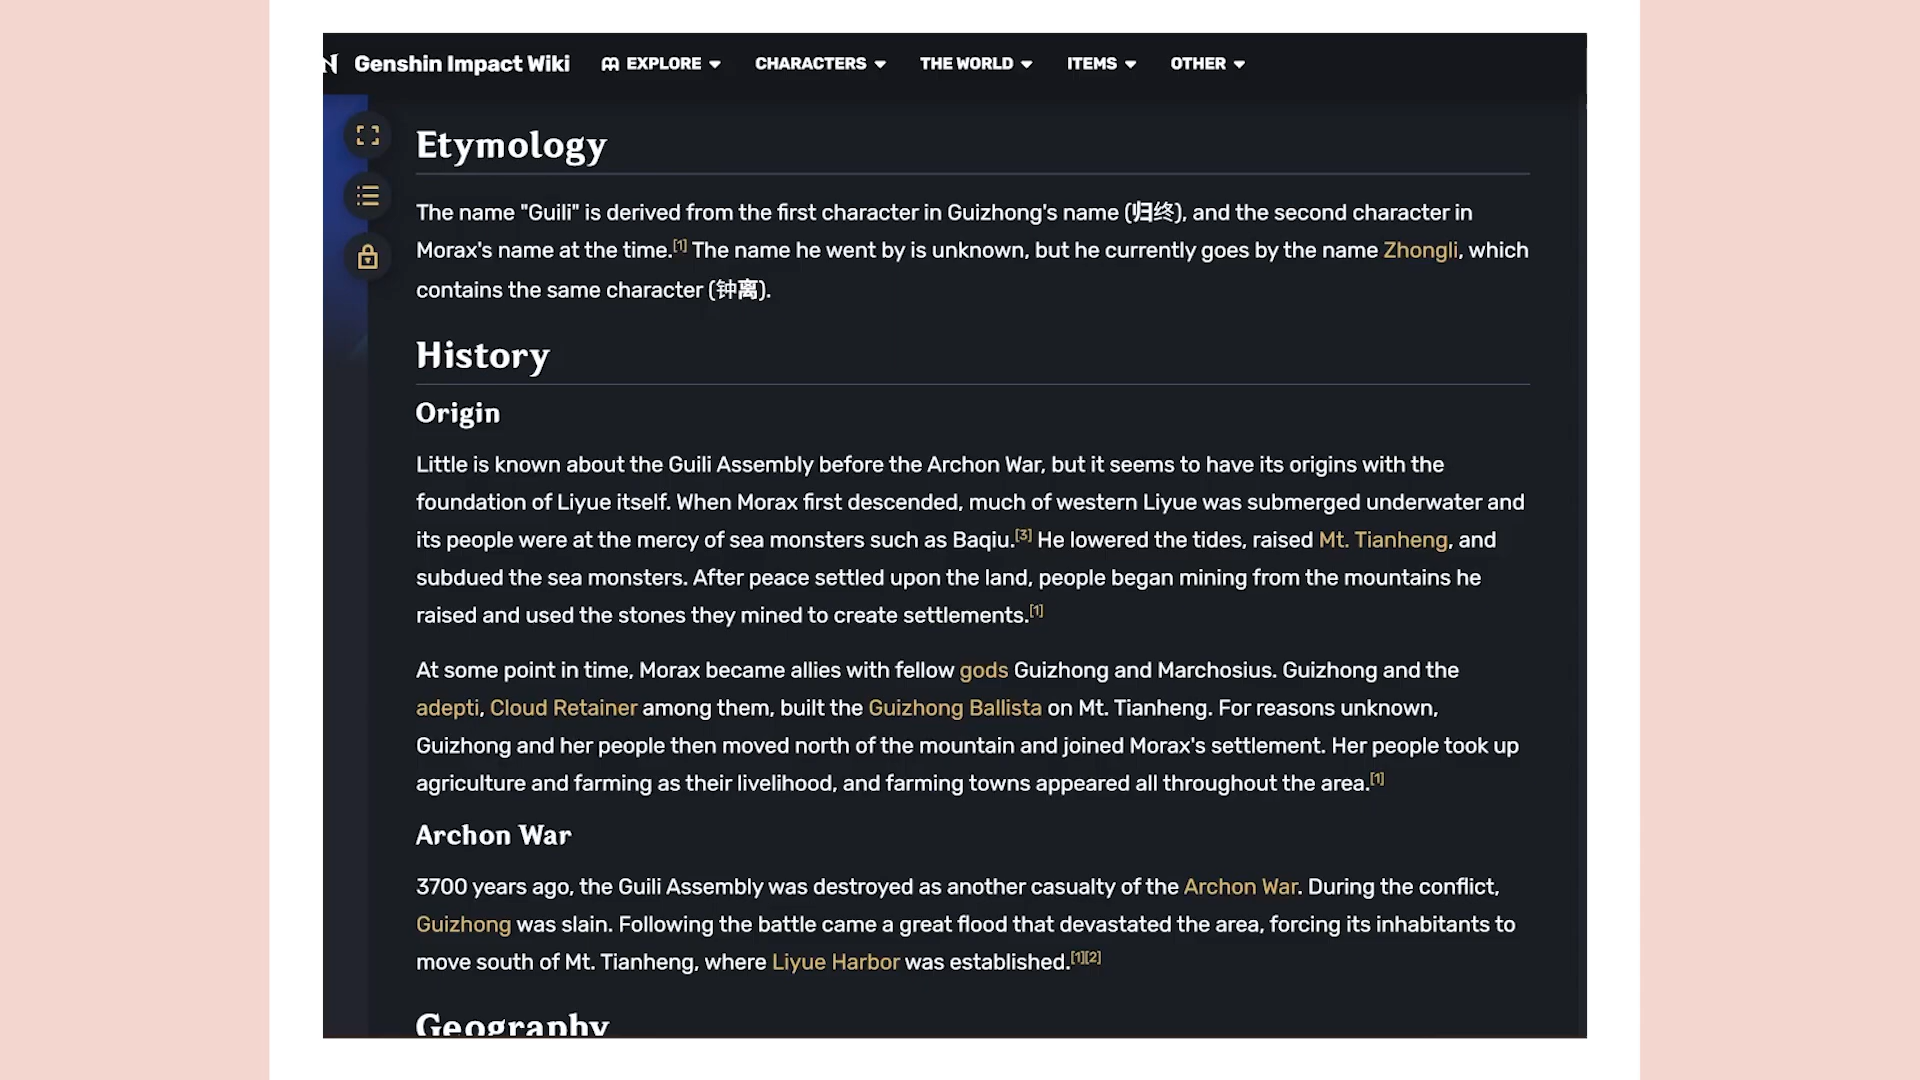 Genshin Impact Wiki EXPLORE CHARACTERS THE WORLD ITEMS OTHER
Etymology
The name "Guili" is derived from the first character in Guizhong's name (归终), and the second character in
Morax's name at the time.[1] The name he went by is unknown, but he currently goes by the name Zhongli, which
contains the same character (钟离).
History
Origin
Little is known about the Guili Assembly before the Archon War, but it seems to have its origins with the
foundation of Liyue itself. When Morax first descended, much of western Liyue was submerged underwater and
its people were at the mercy of sea monsters such as Baqiu.[3] He lowered the tides, raised Mt. Tianheng, and
subdued the sea monsters. After peace settled upon the land, people began mining from the mountains he
raised and used the stones they mined to create settlements.[1]
At some point in time, Morax became allies with fellow gods Guizhong and Marchosius. Guizhong and the
adepti, Cloud Retainer among them, built the Guizhong Ballista on Mt. Tianheng. For reasons unknown,
Guizhong and her people then moved north of the mountain and joined Morax's settlement. Her people took up
agriculture and farming as their livelihood, and farming towns appeared all throughout the area.[1]
Archon War
3700 years ago, the Guili Assembly was destroyed as another casualty of the Archon War. During the conflict,
Guizhong was slain. Following the battle came a great flood that devastated the area, forcing its inhabitants to
move south of Mt. Tianheng, where Liyue Harbor was established.[1][2]
Geography